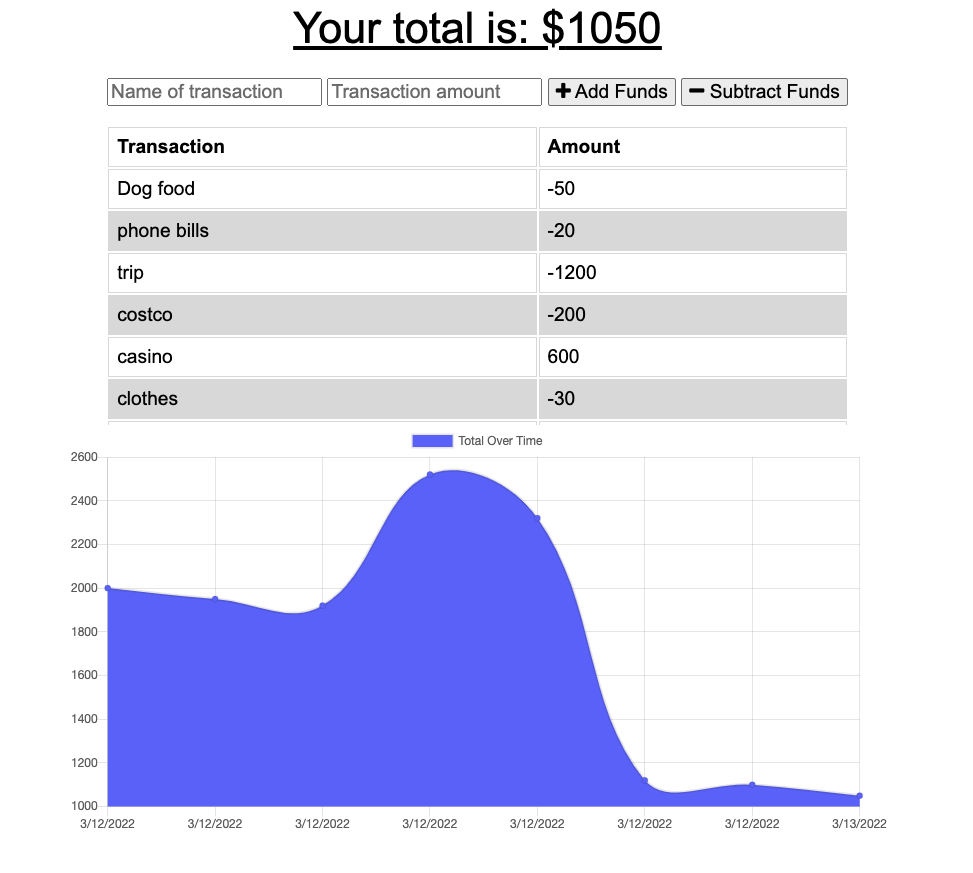 Your total is: $1050
Name of transaction Transaction amount Add Funds Subtract Funds
Transaction Amount
Dog food -50
phone bills -20
trip -1200
costco -200
casino 600
clothes -30
Total Over Time
2600
2400
2200
2000
1800
1600
1400
1200
1000
3/12/2022 3/12/2022 3/12/2022 3/12/2022 3/12/2022 3/12/2022 3/12/2022 3/13/2022